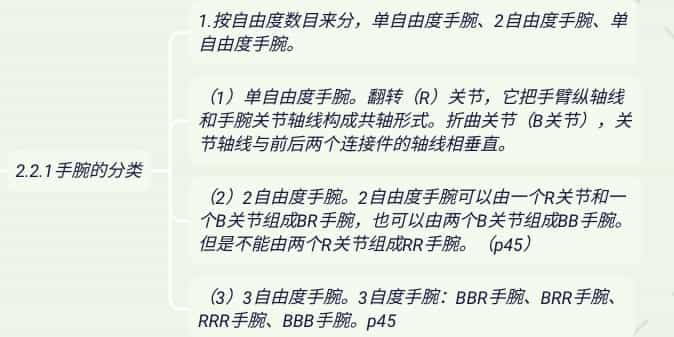 1.按自由度数目来分，单自由度手腕、2自由度手腕、单
自由度手腕。
（1）单自由度手腕。翻转（R）关节，它把手臂纵轴线
和手腕关节轴线构成共轴形式。折曲关节（B关节），关
节轴线与前后两个连接件的轴线相垂直。
2.2.1手腕的分类
（2）2自由度手腕。2自由度手腕可以由一个R关节和一
个B关节组成BR手腕，也可以由两个B关节组成BB手腕。
但是不能由两个R关节组成RR手腕。（p45）
（3）3自由度手腕。3自度手腕：BBR手腕、BRR手腕、
RRR手腕、BBB手腕。p45